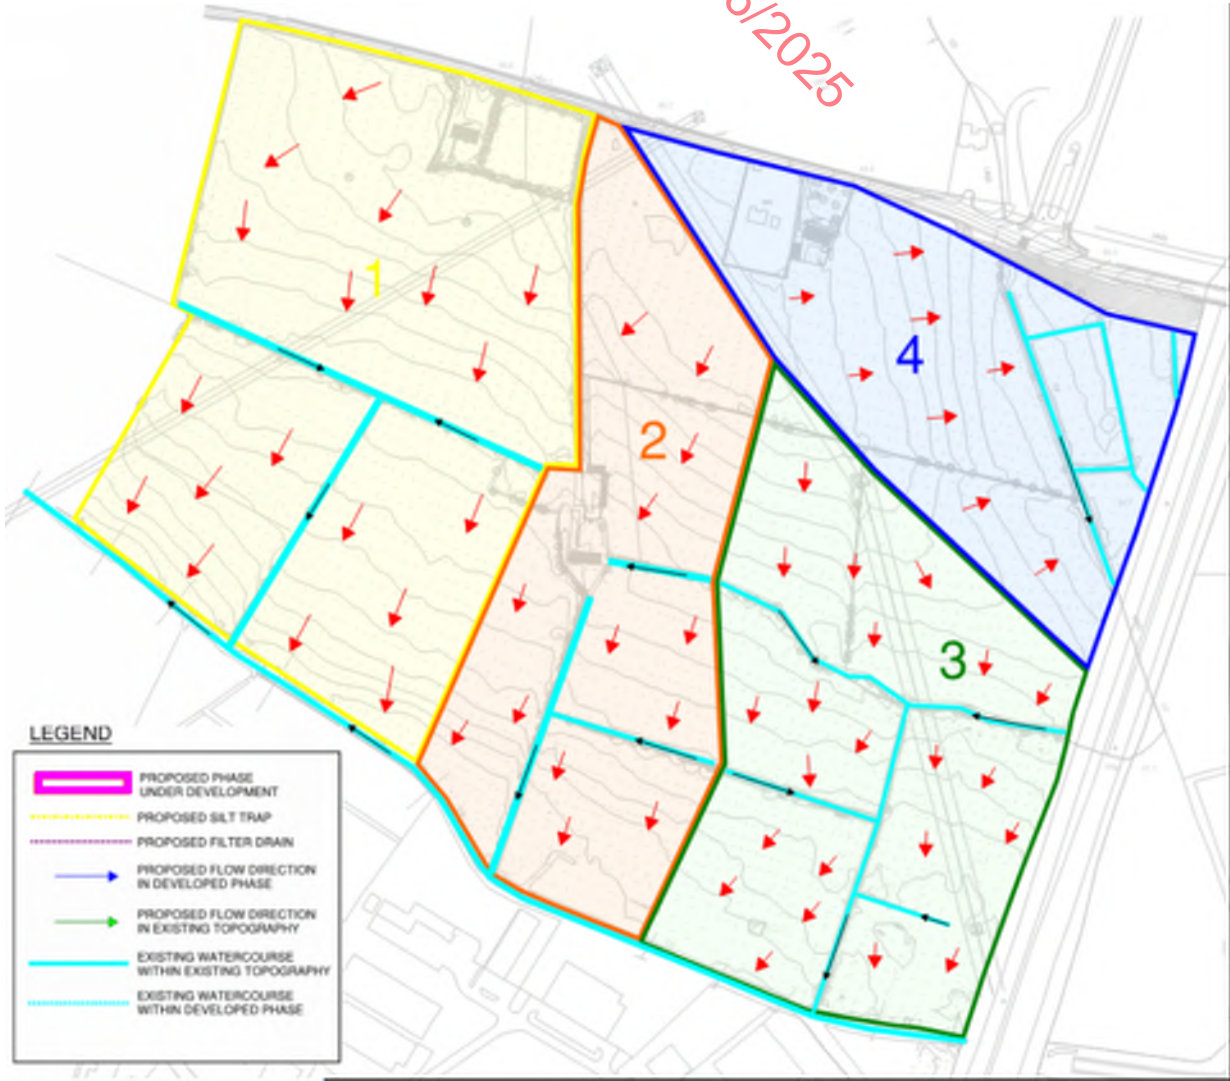 6/2025
1
2
4
3
LEGEND
PROPOSED PHASE
UNDER DEVELOPMENT
PROPOSED SILT TRAP
PROPOSED FILTER DRAIN
PROPOSED FLOW DIRECTION
IN DEVELOPED PHASE
PROPOSED FLOW DIRECTION
IN EXISTING TOPOGRAPHY
EXISTING WATERCOURSE
WITHIN EXISTING TOPOGRAPHY
EXISTING WATERCOURSE
WITHIN DEVELOPED PHASE